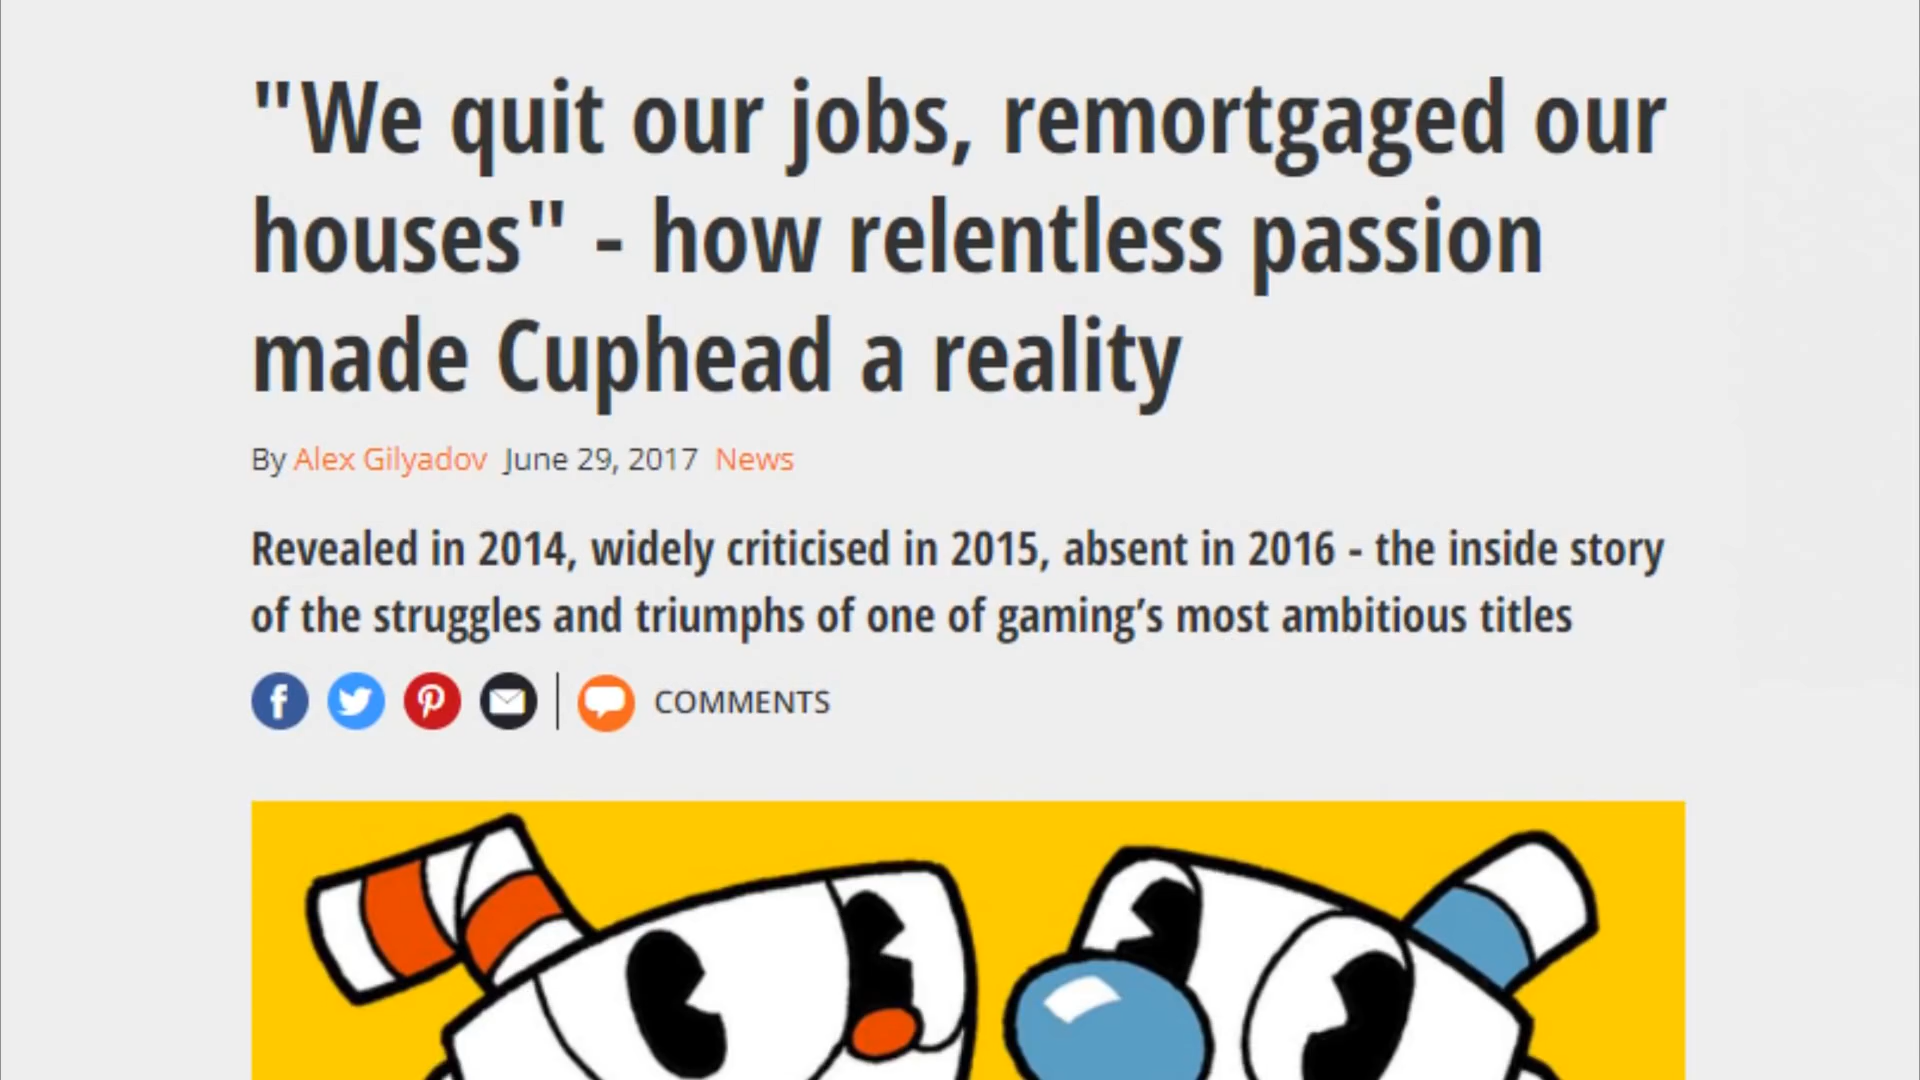 "We quit our jobs, remortgaged our
houses" - how relentless passion
made Cuphead a reality
By Alex Gilyadov June 29, 2017 News
Revealed in 2014, widely criticised in 2015, absent in 2016 - the inside story
of the struggles and triumphs of one of gaming’s most ambitious titles
COMMENTS